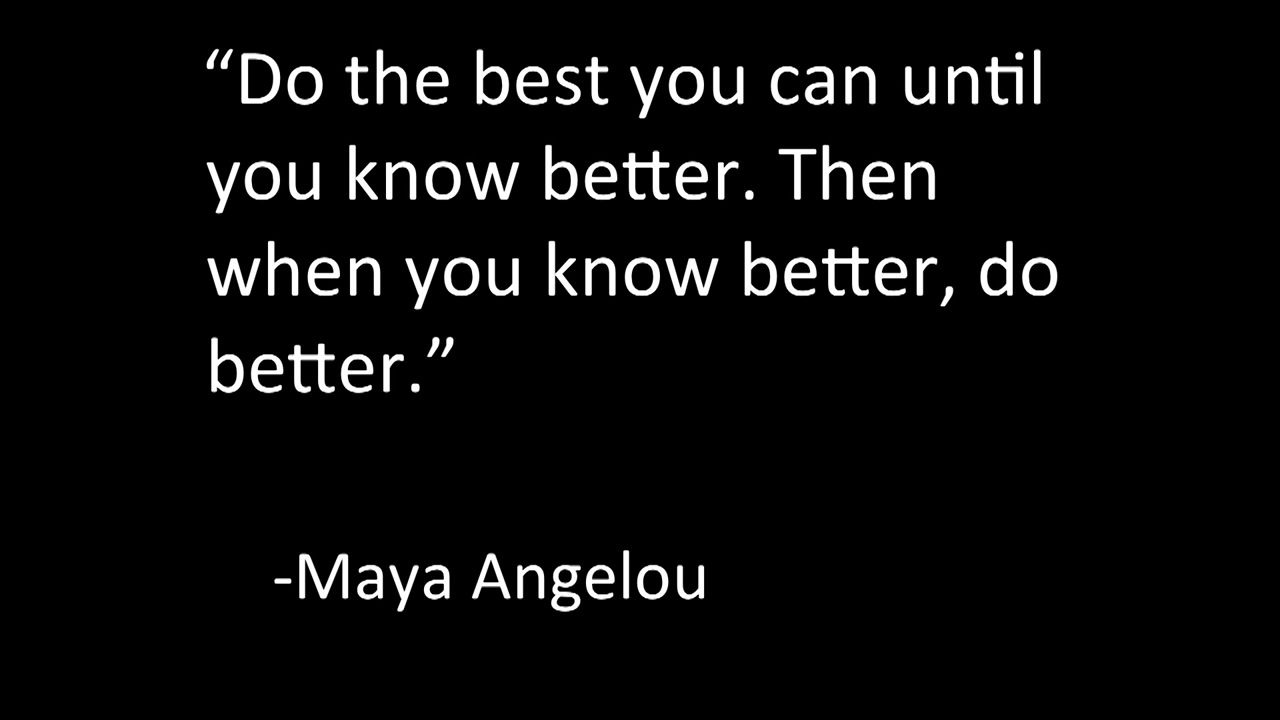 “Do the best you can until
you know better. Then
when you know better, do
better.”
-Maya Angelou